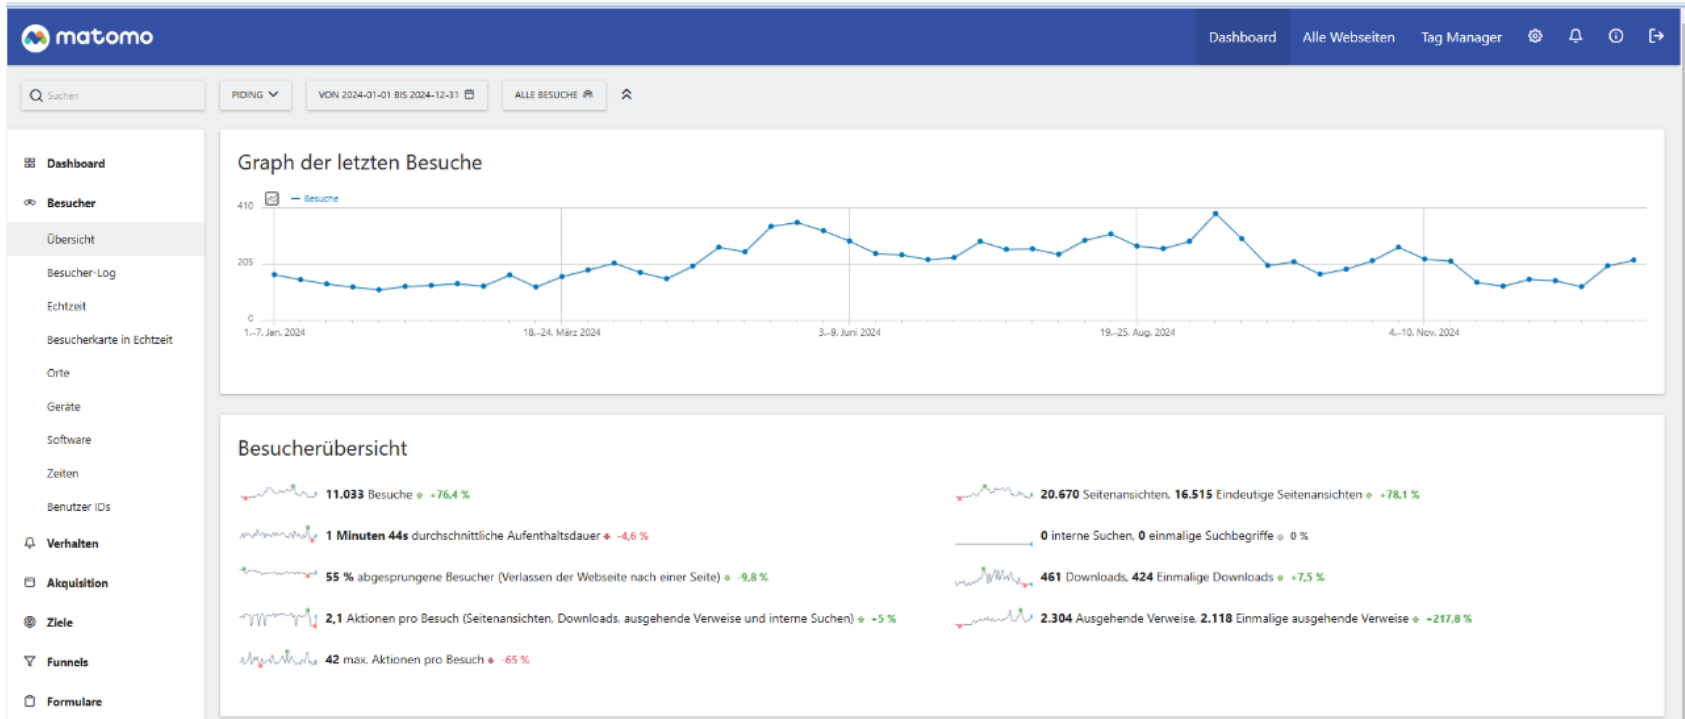 matomo
Dashboard Alle Webseiten Tag Manager
Suchen
PIDING VON 2024-01-01 BIS 2024-12-31 ALLE BESUCHE
Dashboard
Besucher
Übersicht
Besucher-Log
Echtzeit
Besucherkarte in Echtzeit
Orte
Geräte
Software
Zeiten
Benutzer IDs
Verhalten
Akquisition
Ziele
Funnels
Formulare
Graph der letzten Besuche
Besuche
410
205
0
1.–7. Jan. 2024 18.–24. März 2024 3.–9. Juni 2024 19.–25. Aug. 2024 4.–10. Nov. 2024
Besucherübersicht
11.033 Besuche +76,4 %
1 Minuten 44s durchschnittliche Aufenthaltsdauer -4,6 %
55 % abgesprungene Besucher (Verlassen der Webseite nach einer Seite) -9,8 %
2,1 Aktionen pro Besuch (Seitenansichten, Downloads, ausgehende Verweise und interne Suchen) +5 %
42 max. Aktionen pro Besuch -65 %
20.670 Seitenansichten, 16.515 Eindeutige Seitenansichten +78,1 %
0 interne Suchen, 0 einmalige Suchbegriffe 0 %
461 Downloads, 424 Einmalige Downloads +7,5 %
2.304 Ausgehende Verweise, 2.118 Einmalige ausgehende Verweise +217,8 %